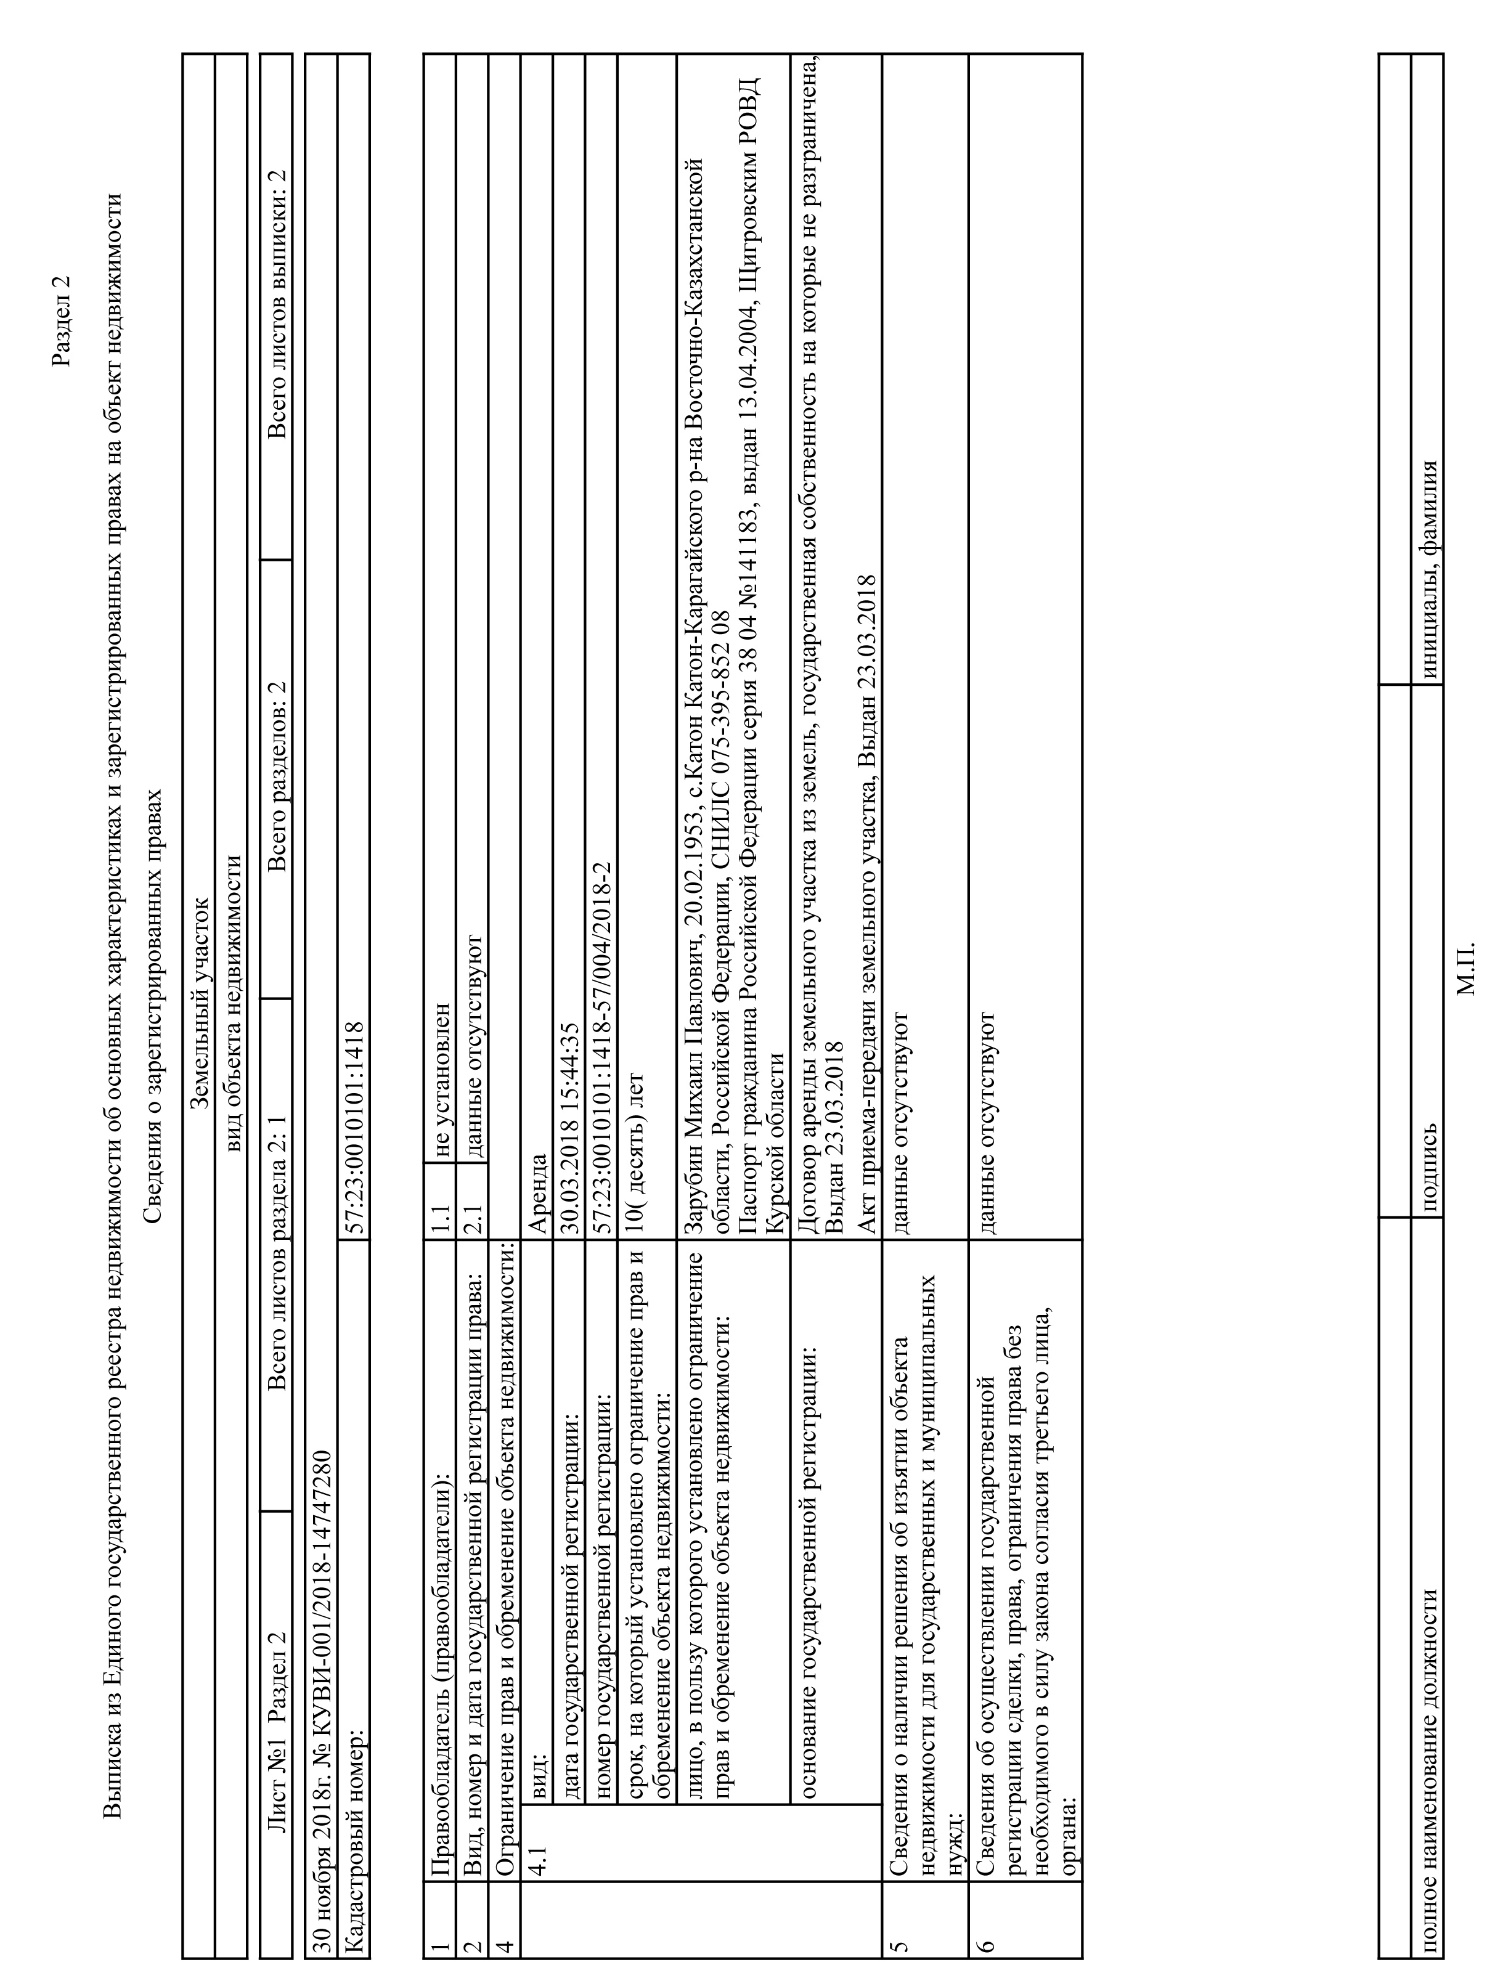 Раздел 2
Выписка из Единого государственного реестра недвижимости об основных характеристиках и зарегистрированных правах на объект недвижимости
Сведения о зарегистрированных правах
Земельный участок
вид объекта недвижимости
Лист №1 Раздел 2
Всего листов раздела 2: 1
Всего разделов: 2
Всего листов выписки: 2
30 ноября 2018г. № КУВИ-001/2018-14747280
Кадастровый номер:
57:23:0010101:1418
1
Правообладатель (правообладатели):
1.1
не установлен
2
Вид, номер и дата государственной регистрации права:
2.1
данные отсутствуют
4
Ограничение прав и обременение объекта недвижимости:
4.1
вид:
Аренда
дата государственной регистрации:
30.03.2018 15:44:35
номер государственной регистрации:
57:23:0010101:1418-57/004/2018-2
срок, на который установлено ограничение прав и
обременение объекта недвижимости:
10( десять) лет
лицо, в пользу которого установлено ограничение
прав и обременение объекта недвижимости:
Зарубин Михаил Павлович, 20.02.1953, с.Катон Катон-Карагайского р-на Восточно-Казахстанской
области, Российской Федерации, СНИЛС 075-395-852 08
Паспорт гражданина Российской Федерации серия 38 04 №141183, выдан 13.04.2004, Щигровским РОВД
Курской области
основание государственной регистрации:
Договор аренды земельного участка из земель, государственная собственность на которые не разграничена,
Выдан 23.03.2018
Акт приема-передачи земельного участка, Выдан 23.03.2018
5
Сведения о наличии решения об изъятии объекта
недвижимости для государственных и муниципальных
нужд:
данные отсутствуют
6
Сведения об осуществлении государственной
регистрации сделки, права, ограничения права без
необходимого в силу закона согласия третьего лица,
органа:
данные отсутствуют
полное наименование должности
подпись
инициалы, фамилия
М.П.